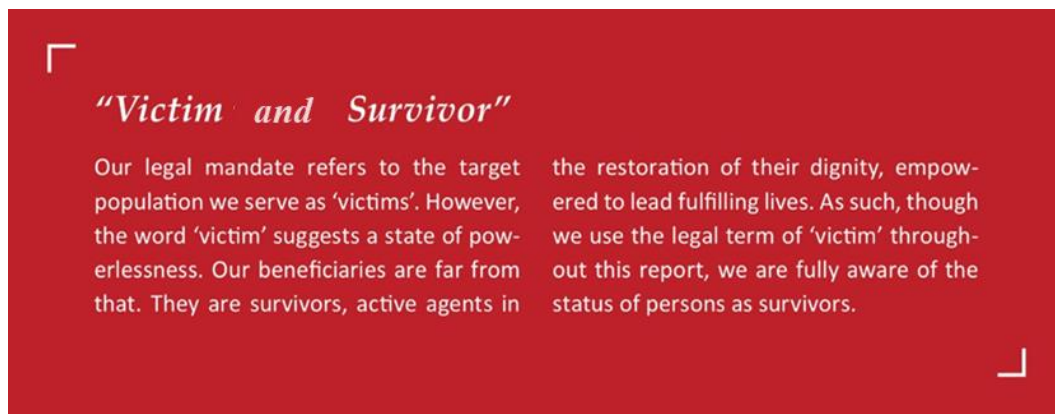 “Victim and Survivor”
Our legal mandate refers to the target
population we serve as ‘victims’. However,
the word ‘victim’ suggests a state of pow-
erlessness. Our beneficiaries are far from
that. They are survivors, active agents in
the restoration of their dignity, empow-
ered to lead fulfilling lives. As such, though
we use the legal term of ‘victim’ through-
out this report, we are fully aware of the
status of persons as survivors.